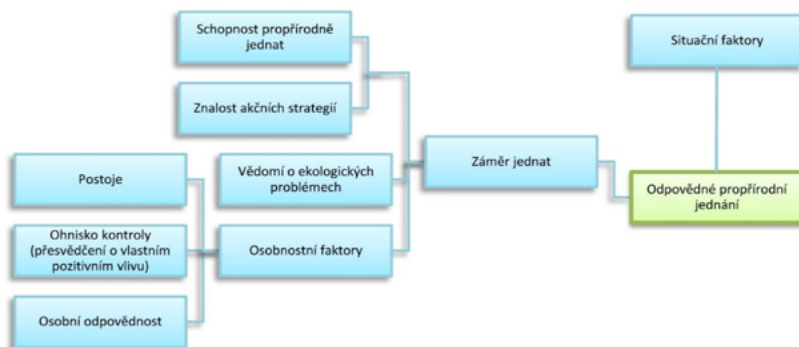 Schopnost propřírodně
jednat
Situační faktory
Znalost akčních strategií
Postoje
Vědomí o ekologických
problémech
Záměr jednat
Odpovědné propřírodní
jednání
Ohnisko kontroly
(přesvědčení o vlastním
pozitivním vlivu)
Osobnostní faktory
Osobní odpovědnost